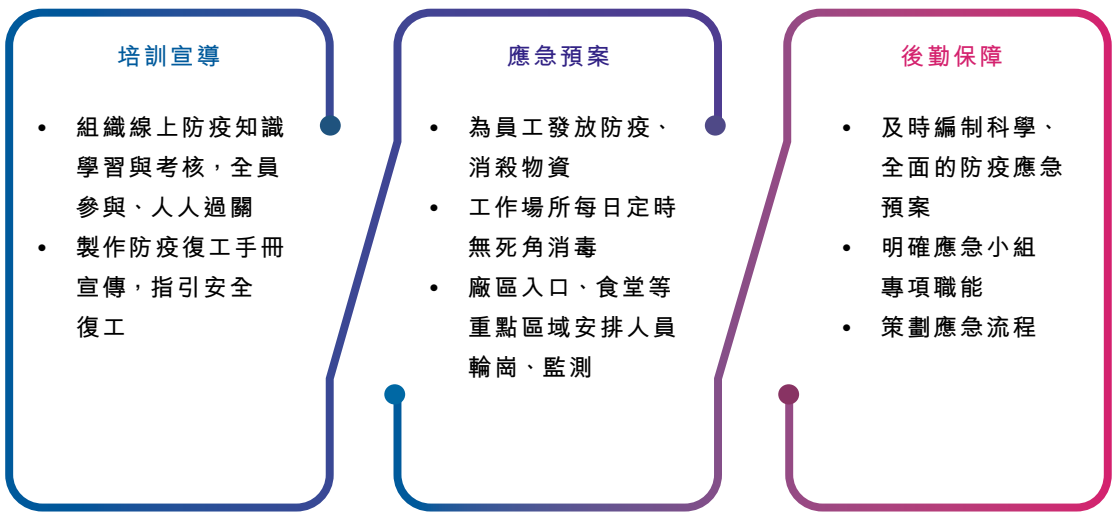 培訓宣導
• 組織線上防疫知識
學習與考核，全員
參與、人人過關
• 製作防疫復工手冊
宣傳，指引安全
復工
應急預案
• 為員工發放防疫、
消殺物資
• 工作場所每日定時
無死角消毒
• 廠區入口、食堂等
重點區域安排人員
輪崗、監測
後勤保障
• 及時編制科學、
全面的防疫應急
預案
• 明確應急小組
專項職能
• 策劃應急流程